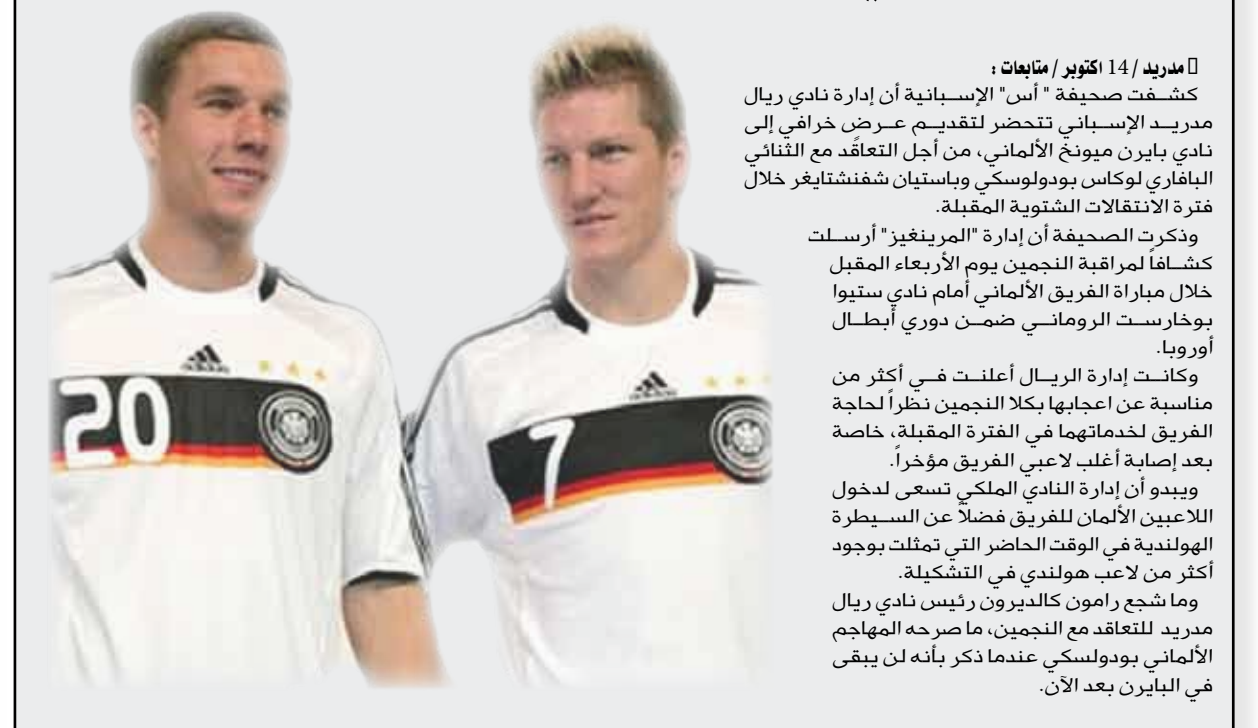 مدريد / 14 اكتوبر / متابعات :
كشفت صحيفة " أس" الإسبانية أن إدارة نادي ريال
مدريد الإسباني تتحضر لتقديم عرض خرافي إلى
نادي بايرن ميونخ الألماني، من أجل التعاقد مع الثنائي
البافاري لوكاس بودولوسكي وباستيان شفنشتايغر خلال
فترة الانتقالات الشتوية المقبلة.
وذكرت الصحيفة أن إدارة "المرينغيز" أرسلت
كشافاً لمراقبة النجمين يوم الأربعاء المقبل
خلال مباراة الفريق الألماني أمام نادي ستيوا
بوخارست الروماني ضمن دوري أبطال
أوروبا.
وكانت إدارة الريال أعلنت في أكثر من
مناسبة عن اعجابها بكلا النجمين نظراً لحاجة
الفريق لخدماتهما في الفترة المقبلة، خاصة
بعد إصابة أغلب لاعبي الفريق مؤخراً.
ويبدو أن إدارة النادي الملكي تسعى لدخول
اللاعبين الألمان للفريق فضلاً عن السيطرة
الهولندية في الوقت الحاضر التي تمثلت بوجود
أكثر من لاعب هولندي في التشكيلة.
وما شجع رامون كالديرون رئيس نادي ريال
مدريد للتعاقد مع النجمين، ما صرحه المهاجم
الألماني بودولسكي عندما ذكر بأنه لن يبقى
في البايرن بعد الآن.
adidas
20
adidas
7